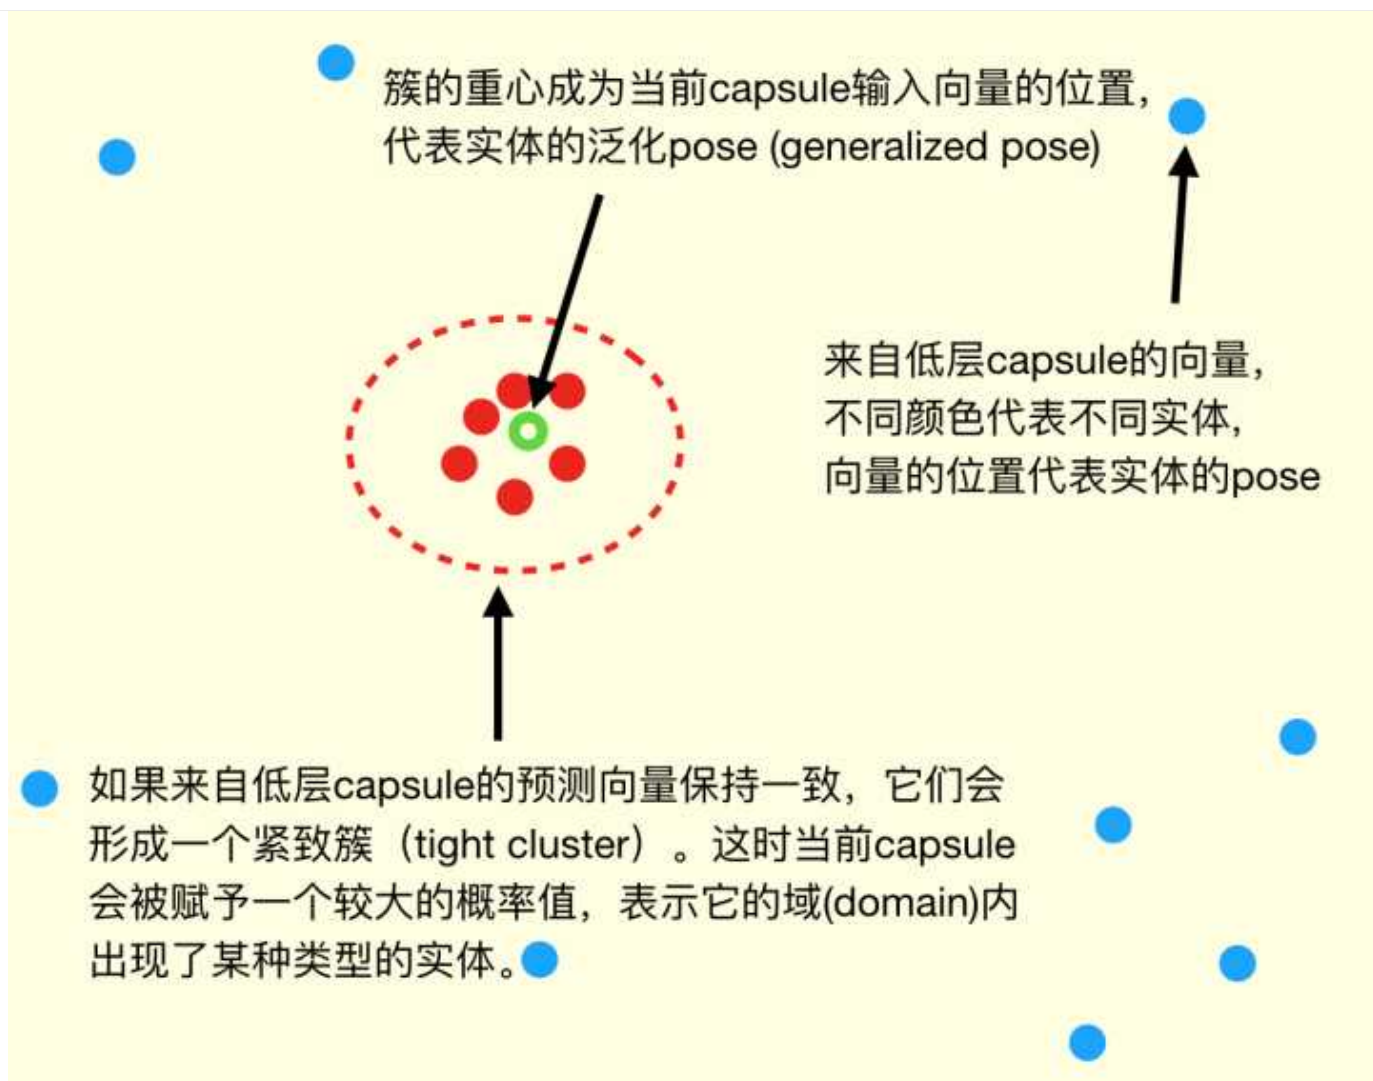 簇的重心成为当前capsule输入向量的位置，
代表实体的泛化pose (generalized pose)
来自低层capsule的向量，
不同颜色代表不同实体，
向量的位置代表实体的pose
如果来自低层capsule的预测向量保持一致，它们会
形成一个紧致簇（tight cluster）。这时当前capsule
会被赋予一个较大的概率值，表示它的域(domain)内
出现了某种类型的实体。